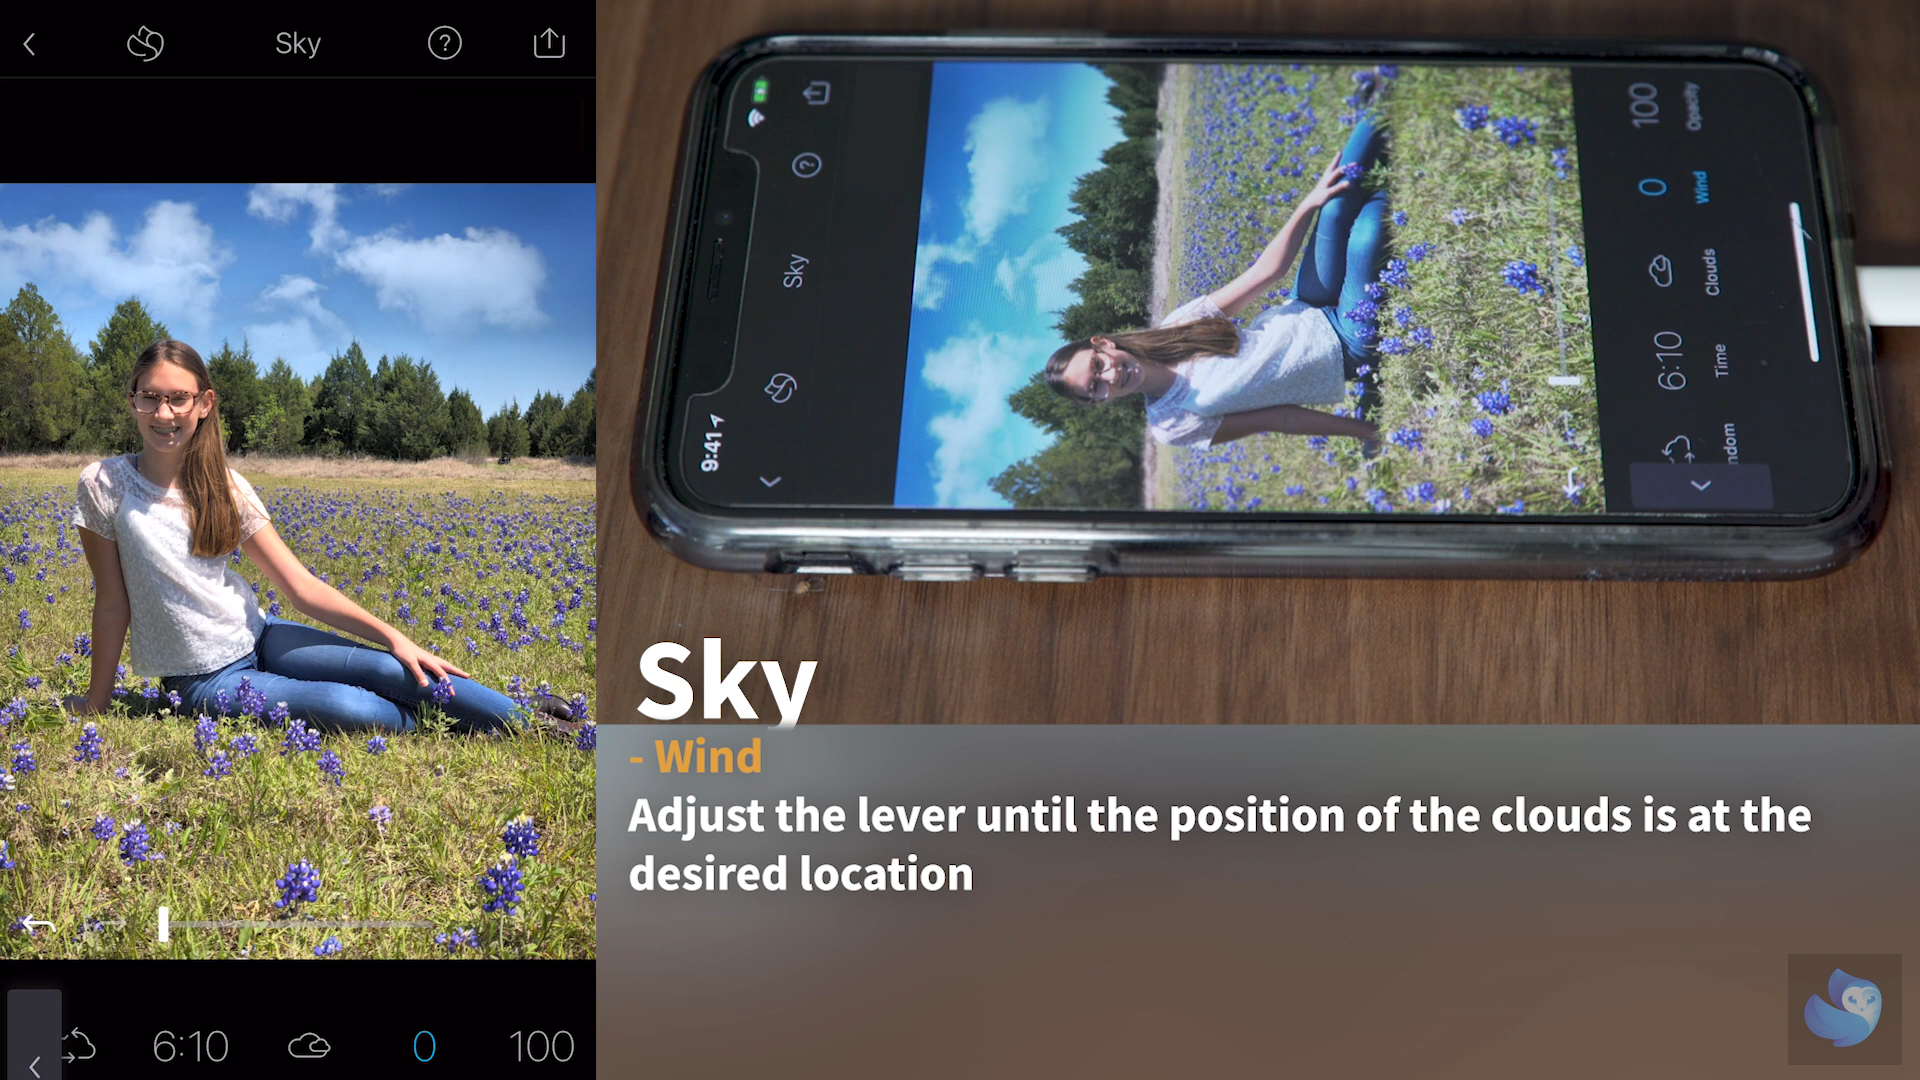 Sky
?
6:10
0
100
9:41
Sky
?
100
Opacity
0
Wind
Clouds
6:10
Time
ndom
Sky
- Wind
Adjust the lever until the position of the clouds is at the
desired location